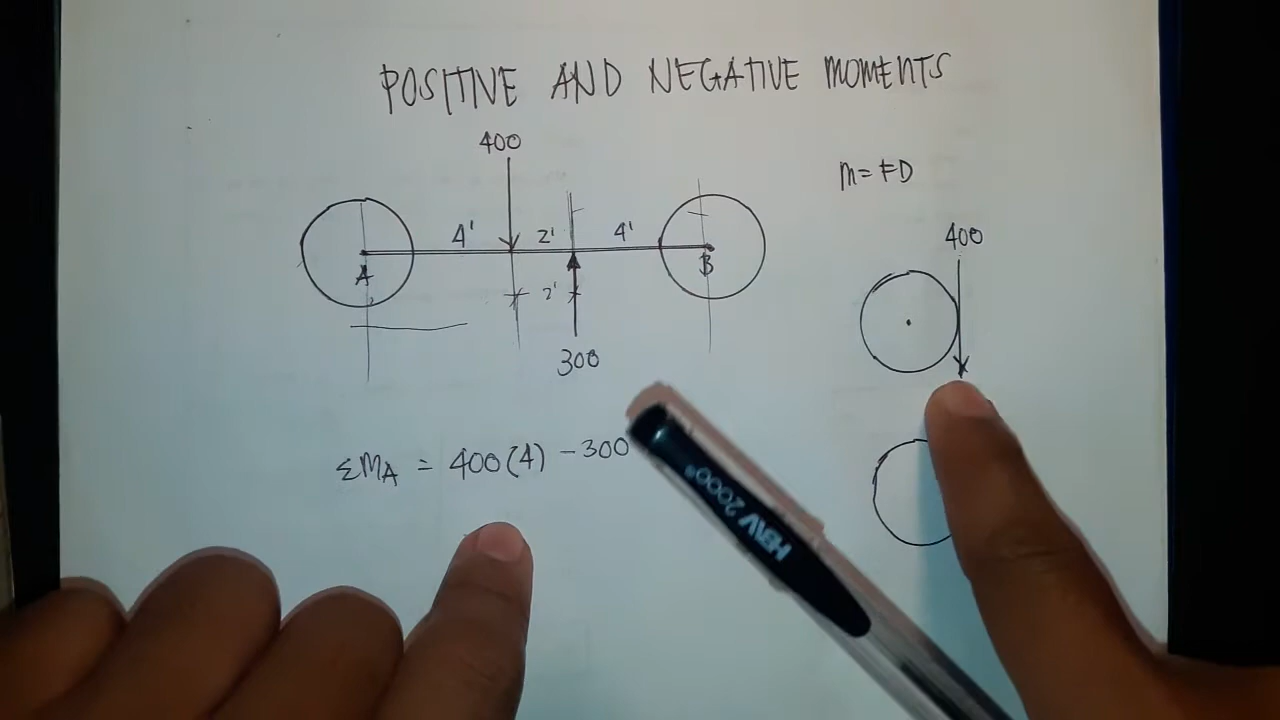 POSITIVE AND NEGATIVE MOMENTS
400
M = FD
4' 2' 4'
A B
2'
300
400
ΣMA = 400(4) - 300
HBW 2000